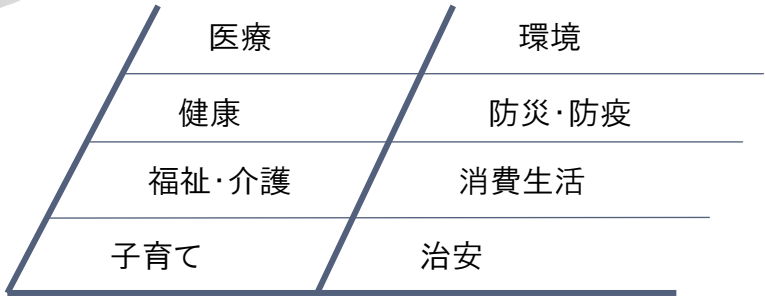 医療 環境
健康 防災・防疫
福祉・介護 消費生活
子育て 治安